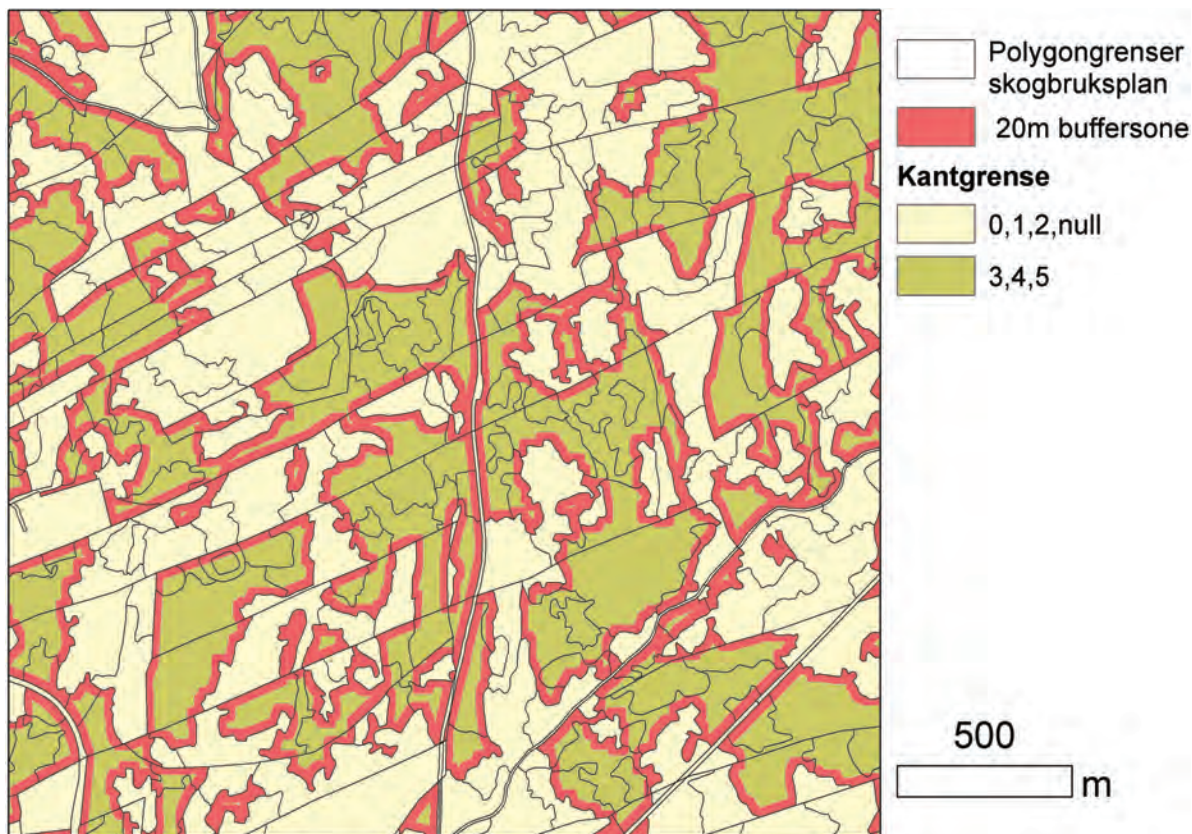 Polygongrenser
skogbruksplan
20m buffersone
Kantgrense
0,1,2,null
3,4,5
500
m